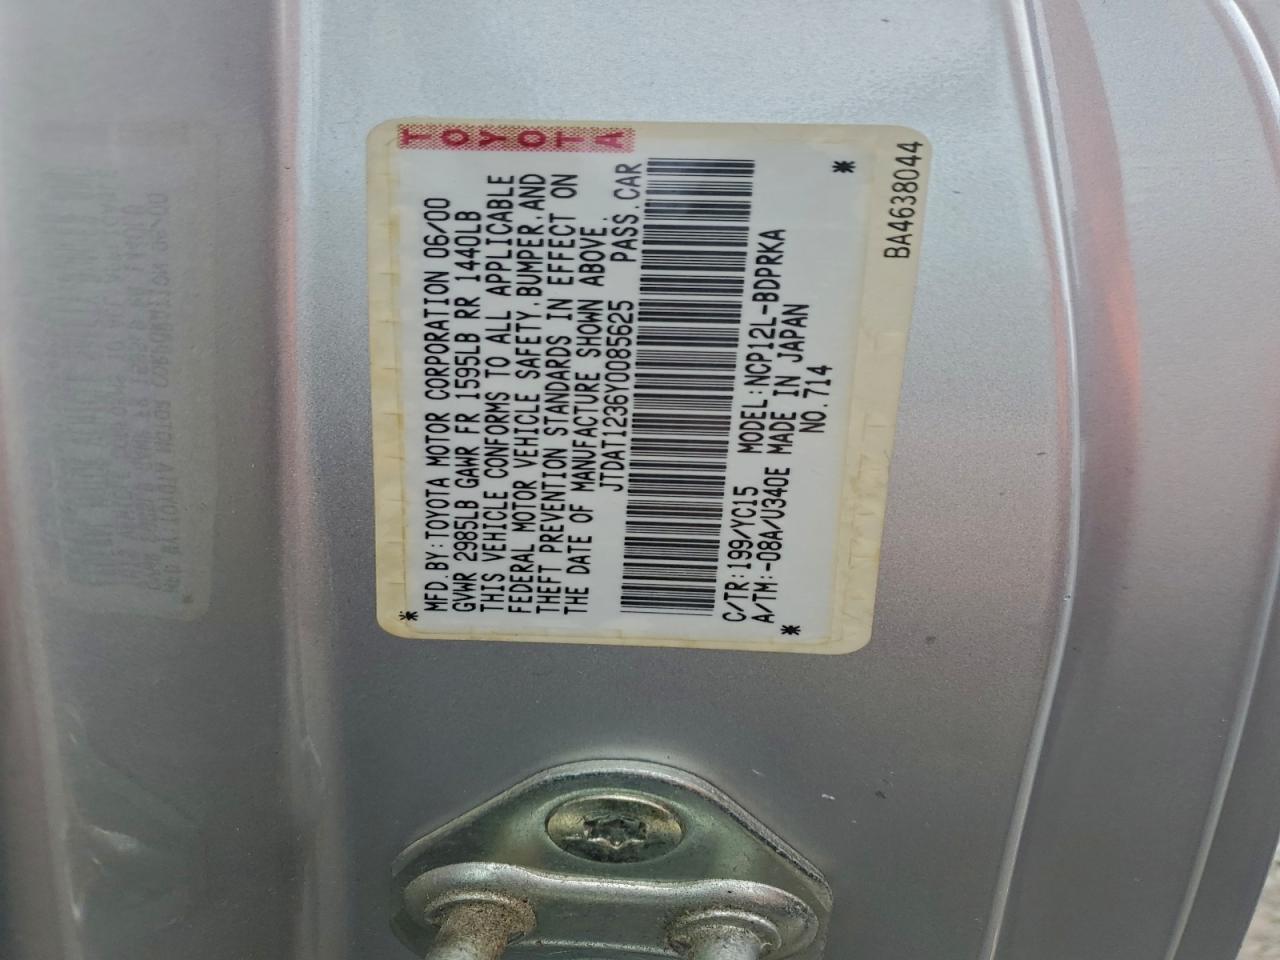 TOYOTA
* MFD.BY:TOYOTA MOTOR CORPORATION 06/00
GVWR 2985LB GAWR FR 1595LB RR 1440LB
THIS VEHICLE CONFORMS TO ALL APPLICABLE
FEDERAL MOTOR VEHICLE SAFETY,BUMPER,AND
THEFT PREVENTION STANDARDS IN EFFECT ON
THE DATE OF MANUFACTURE SHOWN ABOVE.
JTDAT1236Y0085625 PASS.CAR
C/TR:199/YC15 MODEL:NCP12L-BDPRKA
A/TM:-08A/U340E MADE IN JAPAN
* NO.714 *
BA4638044